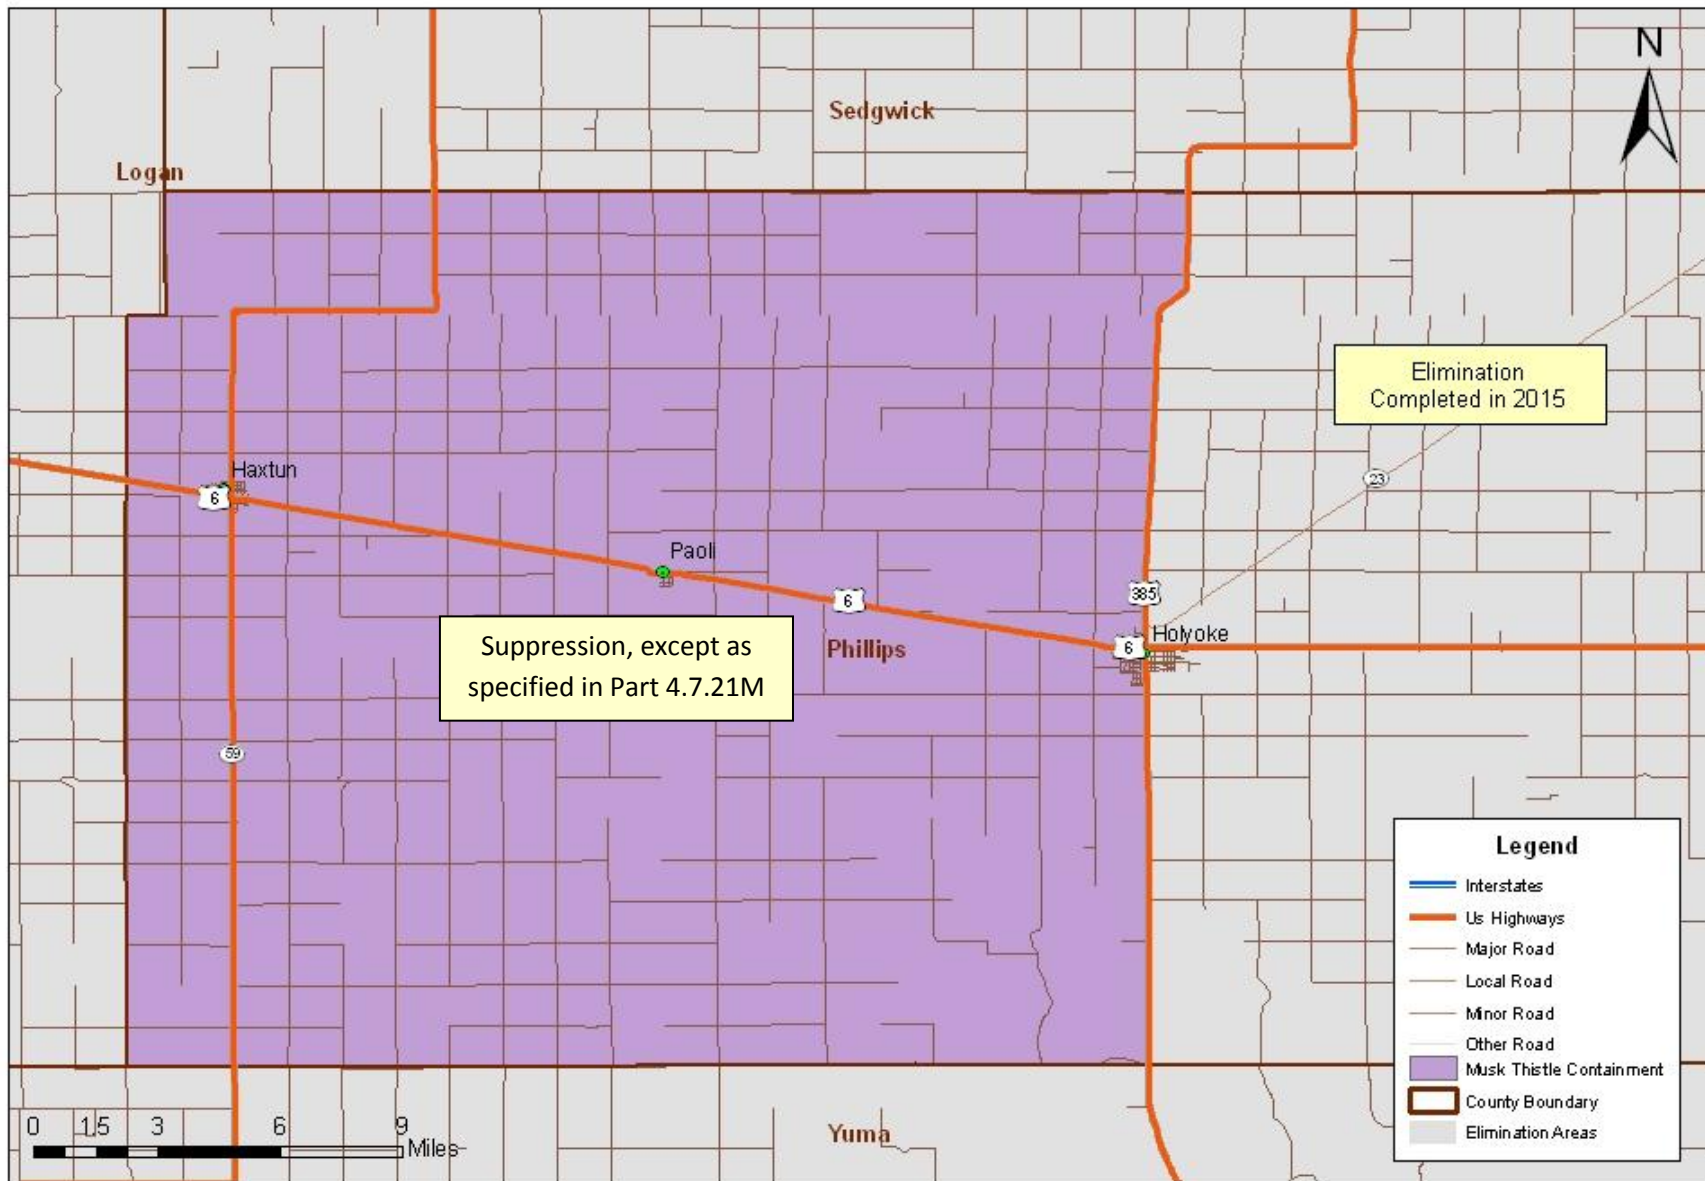 N
Sedgwick
Logan
Elimination
Completed in 2015
Haxtun
6
23
Paoli
6
385
Suppression, except as
specified in Part 4.7.21M
Phillips
6
Holyoke
59
Legend
Interstates
Us Highways
Major Road
Local Road
Minor Road
Other Road
Musk Thistle Containment
County Boundary
Elimination Areas
0 1.5 3 6 9
Miles
Yuma